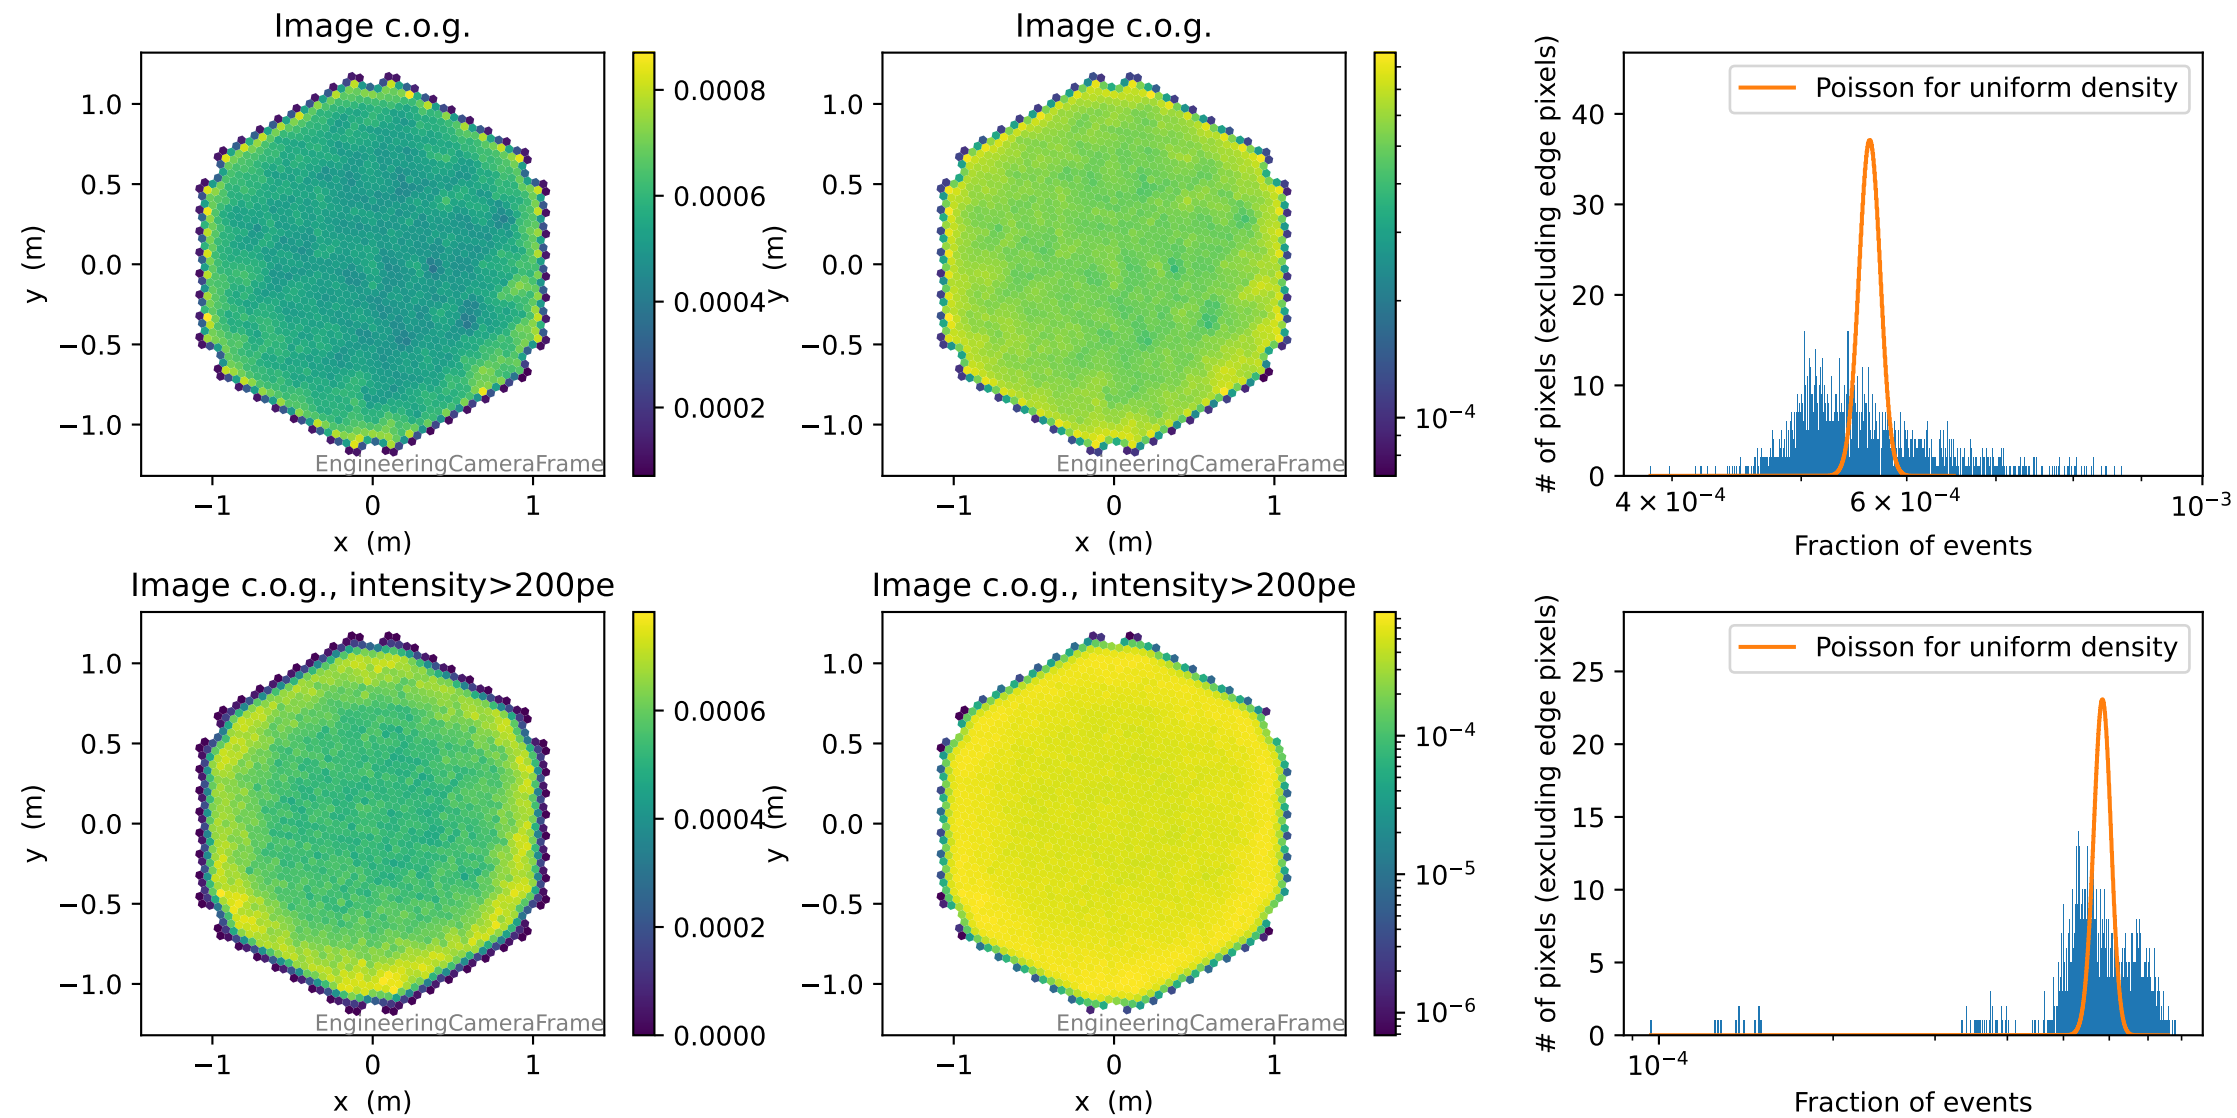 Image c.o.g.
1.0
0.5
0.0
−0.5
−1.0
y (m)
−1
0
1
x (m)
EngineeringCameraFrame
0.0008
0.0006
0.0004
0.0002
Image c.o.g.
1.0
0.5
0.0
−0.5
−1.0
y (m)
−1
0
1
x (m)
EngineeringCameraFrame
10⁻⁴
# of pixels (excluding edge pixels)
40
30
20
10
0
Poisson for uniform density
4 × 10⁻⁴
6 × 10⁻⁴
10⁻³
Fraction of events
Image c.o.g., intensity>200pe
1.0
0.5
0.0
−0.5
−1.0
y (m)
−1
0
1
x (m)
EngineeringCameraFrame
0.0006
0.0004
0.0002
0.0000
Image c.o.g., intensity>200pe
1.0
0.5
0.0
−0.5
−1.0
y (m)
−1
0
1
x (m)
EngineeringCameraFrame
10⁻⁴
10⁻⁵
10⁻⁶
# of pixels (excluding edge pixels)
25
20
15
10
5
0
Poisson for uniform density
10⁻⁴
Fraction of events